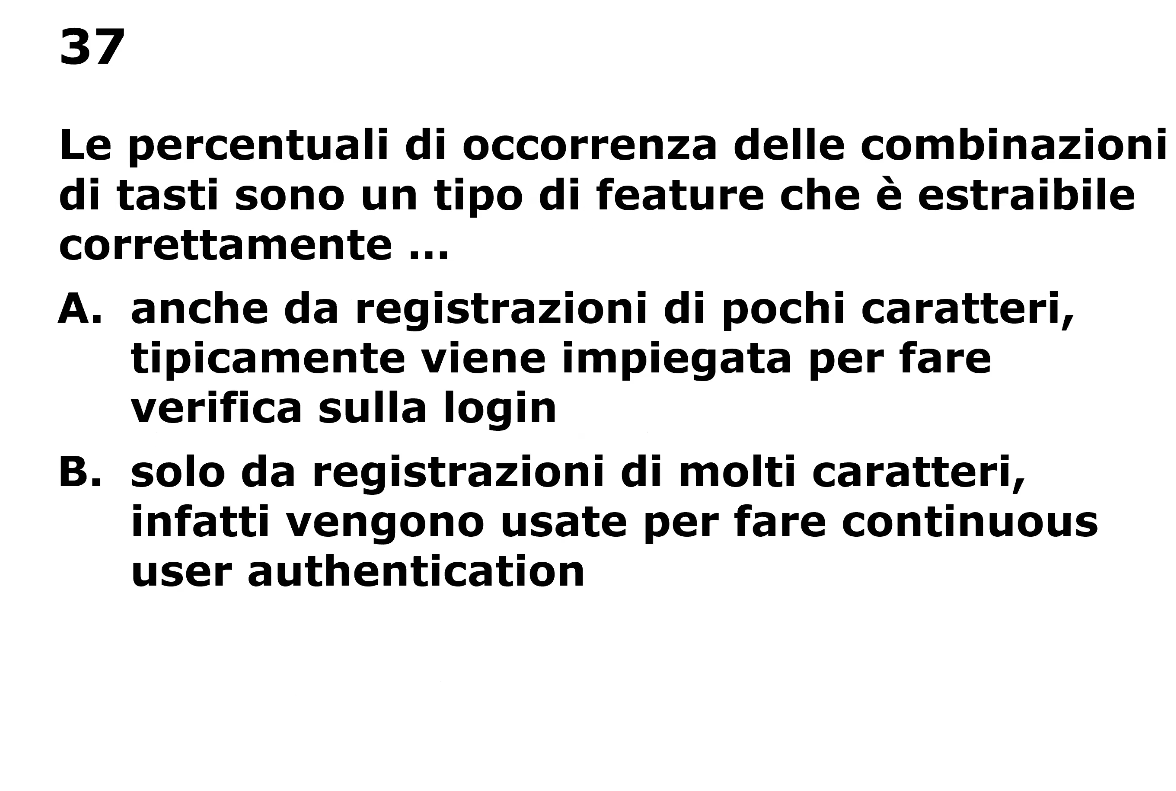 37
Le percentuali di occorrenza delle combinazioni
di tasti sono un tipo di feature che è estraibile
correttamente ...
A. anche da registrazioni di pochi caratteri,
tipicamente viene impiegata per fare
verifica sulla login
B. solo da registrazioni di molti caratteri,
infatti vengono usate per fare continuous
user authentication